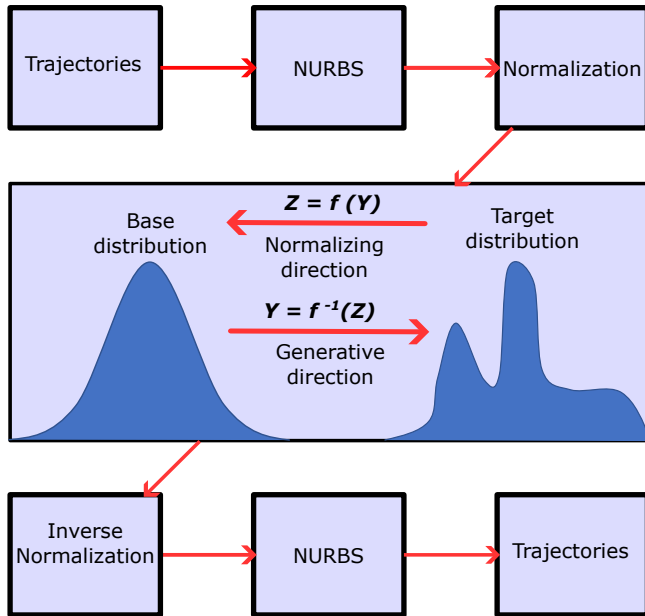 Trajectories
NURBS
Normalization
Z = f (Y)
Base
distribution
Normalizing
direction
Target
distribution
Y = f ⁻¹(Z)
Generative
direction
Inverse
Normalization
NURBS
Trajectories